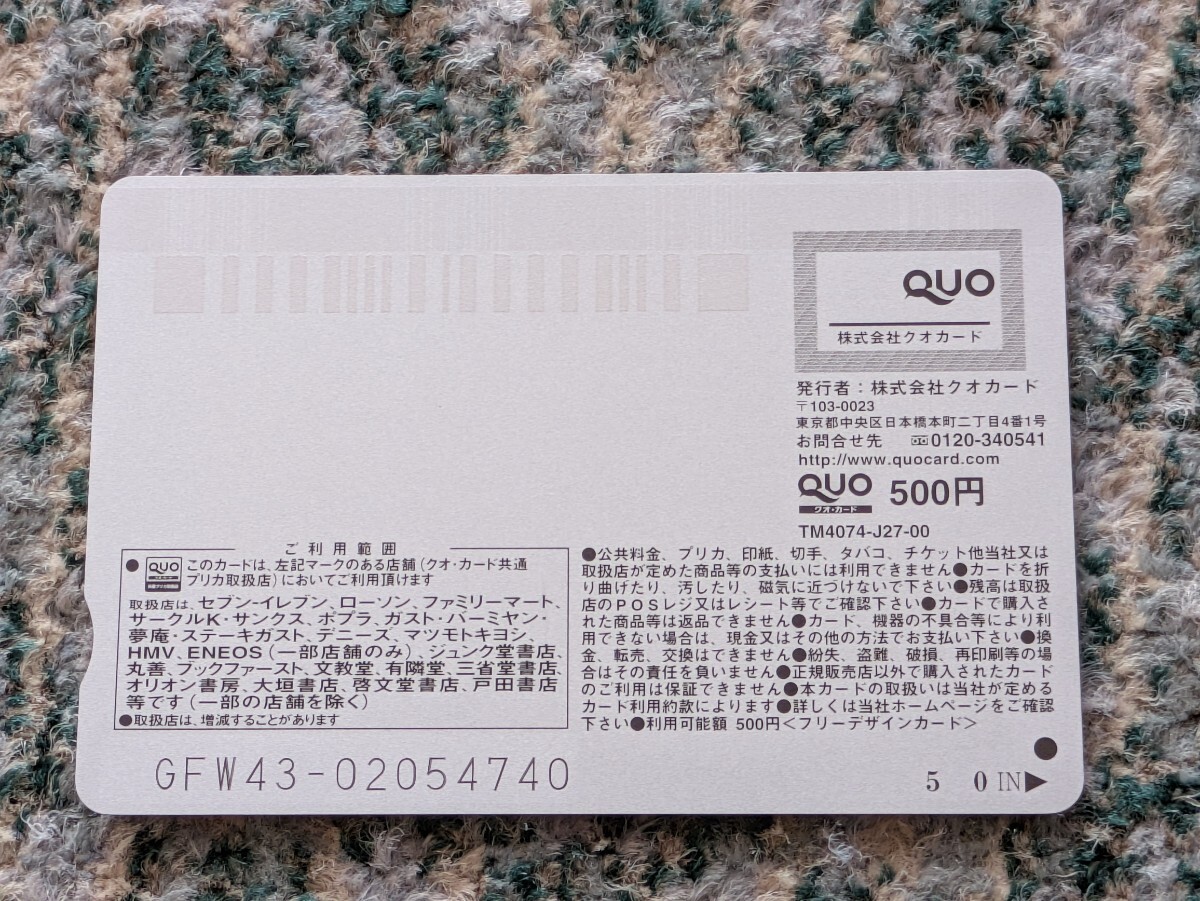 QUO
株式会社クオカード
発行者：株式会社クオカード
〒103-0023
東京都中央区日本橋本町二丁目4番1号
お問合せ先 0120-340541
http://www.quocard.com
QUO 500円
クオ・カード
TM4074-J27-00
ご利用範囲
●QUO このカードは、左記マークのある店舗（クオ・カード共通
プリカ取扱店）においてご利用頂けます
取扱店は、セブン-イレブン、ローソン、ファミリーマート、
サークルK・サンクス、ポプラ、ガスト・バーミヤン・
夢庵・ステーキガスト、デニーズ、マツモトキヨシ、
HMV、ENEOS（一部店舗のみ）、ジュンク堂書店、
丸善、ブックファースト、文教堂、有隣堂、三省堂書店、
オリオン書房、大垣書店、啓文堂書店、戸田書店
等です（一部の店舗を除く）
●取扱店は、増減することがあります
●公共料金、プリカ、印紙、切手、タバコ、チケット他当社又は
取扱店が定めた商品等の支払いには利用できません●カードを折
り曲げたり、汚したり、磁気に近づけないで下さい●残高は取扱
店のPOSレジ又はレシート等でご確認下さい●カードで購入さ
れた商品等は返品できません●カード、機器の不具合等により利
用できない場合は、現金又はその他の方法でお支払い下さい●換
金、転売、交換はできません●紛失、盗難、破損、再印刷等の場
合はその責任を負いません●正規販売店以外で購入されたカード
のご利用は保証できません●本カードの取扱いは当社が定める
カード利用約款によります●詳しくは当社ホームページをご確認
下さい●利用可能額 500円＜フリーデザインカード＞
GFW43-02054740
5 0 IN▶